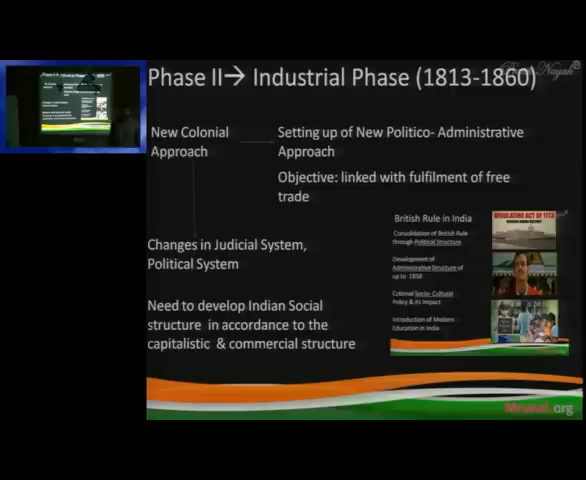 Phase II→ Industrial Phase (1813-1860)
New Colonial
Approach
Setting up of New Politico- Administrative
Approach
Objective: linked with fulfilment of free
trade
Changes in Judicial System,
Political System
Need to develop Indian Social
structure in accordance to the
capitalistic & commercial structure
British Rule in India
Consolidation of British Rule
through Political Structure
Development of
Administrative Structure of
up to 1858
Colonial Socio- Cultural
Policy & its Impact
Introduction of Modern
Education in India
REGULATING ACT OF 1773
Nayak
Mrunal.org